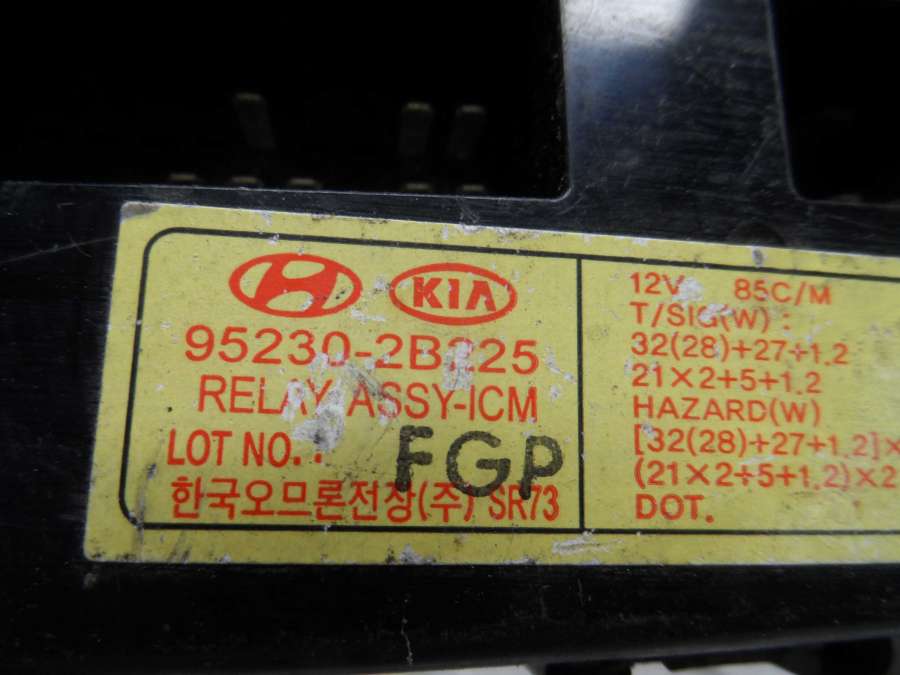 KIA
95230-2B225
RELAY ASSY-ICM
LOT NO. :
FGP
한국오므론전장(주) SR73
12V 85C/M
T/SIG(W) :
32(28)+27+1.2
21×2+5+1.2
HAZARD(W)
[32(28)+27+1.2]×
(21×2+5+1.2)×2
DOT.